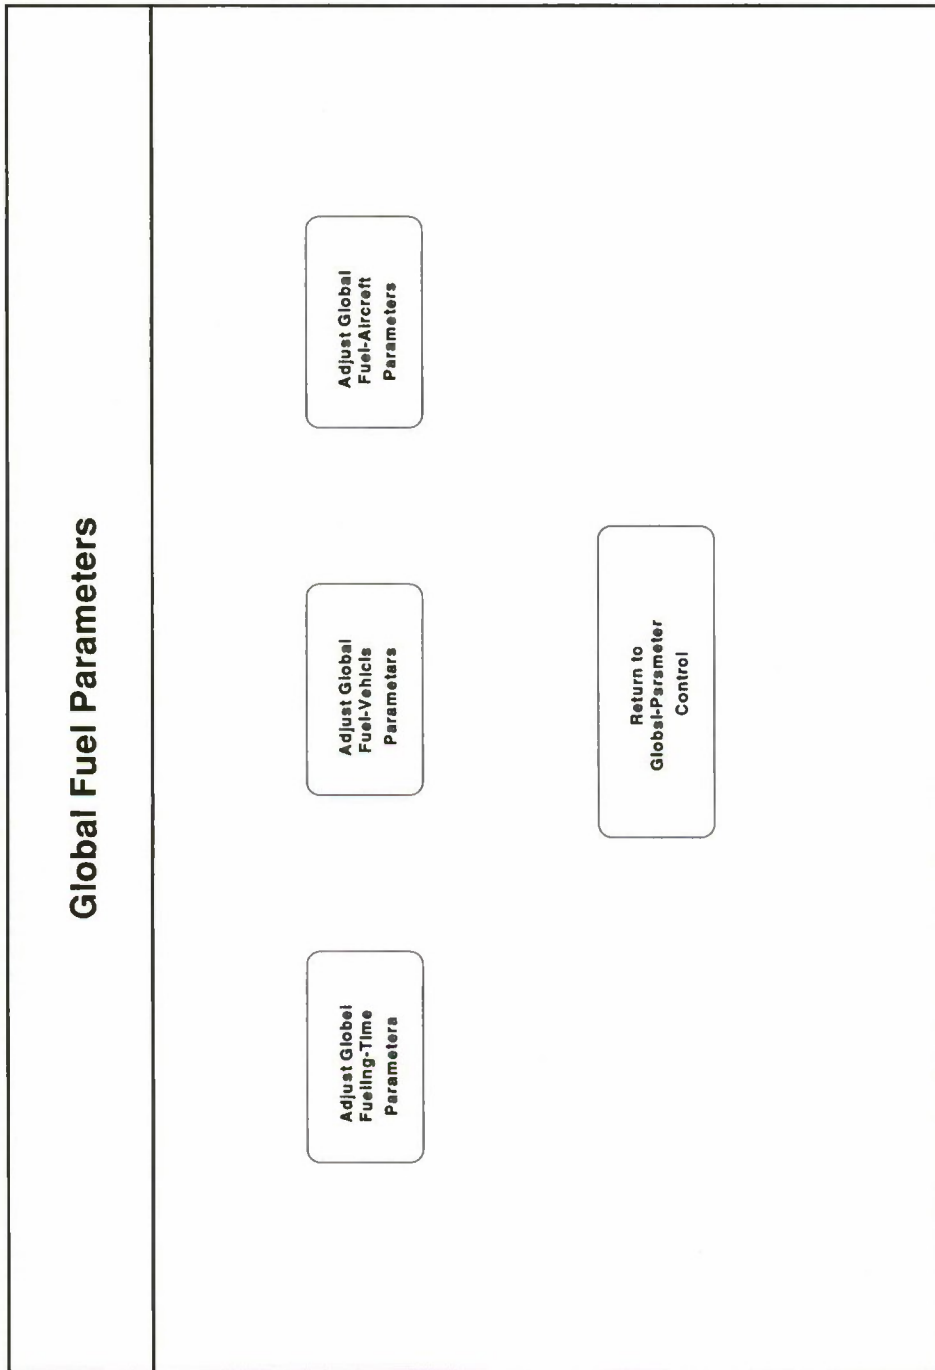 Global Fuel Parameters
Adjust Global
Fueling-Time
Parameters
Adjust Global
Fuel-Vehicle
Parameters
Adjust Global
Fuel-Aircraft
Parameters
Return to
Global-Parameter
Control